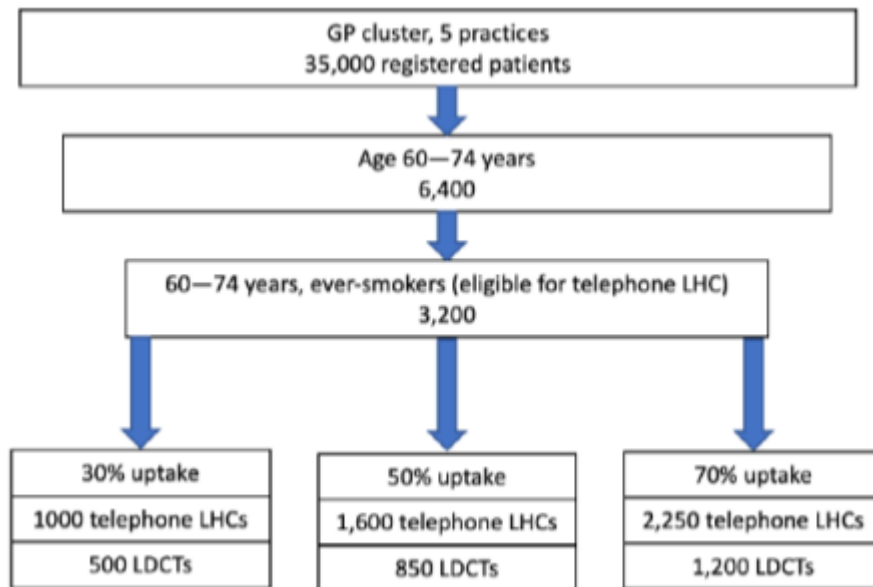 GP cluster, 5 practices
35,000 registered patients
Age 60—74 years
6,400
60—74 years, ever-smokers (eligible for telephone LHC)
3,200
30% uptake
1000 telephone LHCs
500 LDCTs
50% uptake
1,600 telephone LHCs
850 LDCTs
70% uptake
2,250 telephone LHCs
1,200 LDCTs